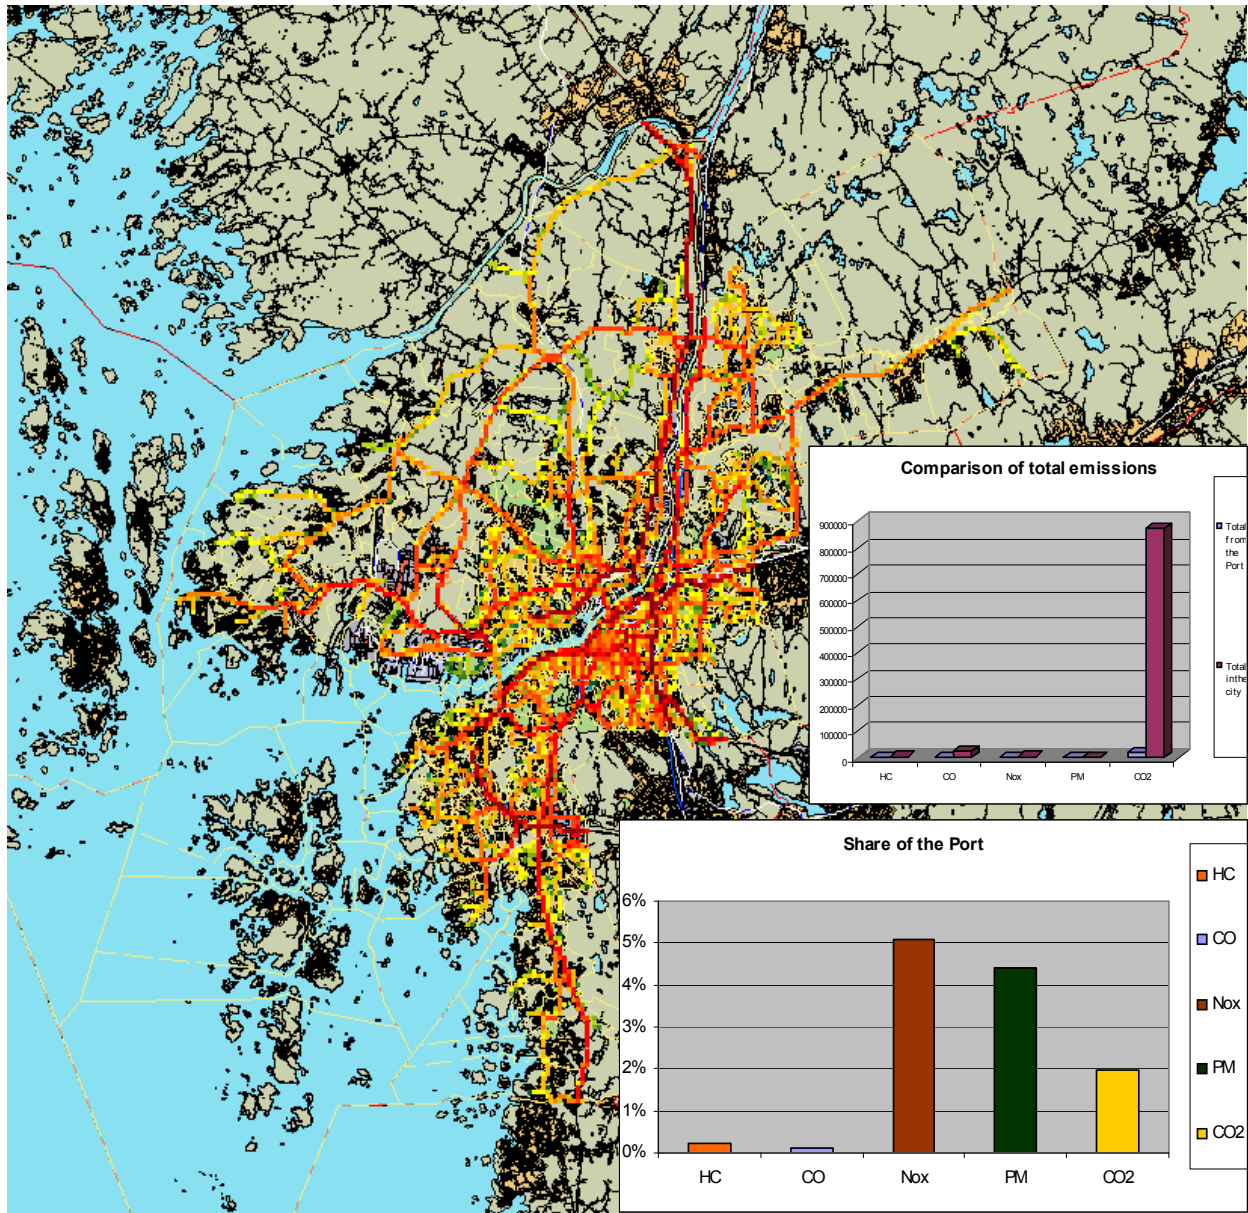 Comparison of total emissions
900000
800000
700000
600000
500000
400000
300000
200000
100000
0
HC
CO
Nox
PM
CO2
Total
from
the
Port
Total
inthe
city
Share of the Port
6%
5%
4%
3%
2%
1%
0%
HC
CO
Nox
PM
CO2
HC
CO
Nox
PM
CO2